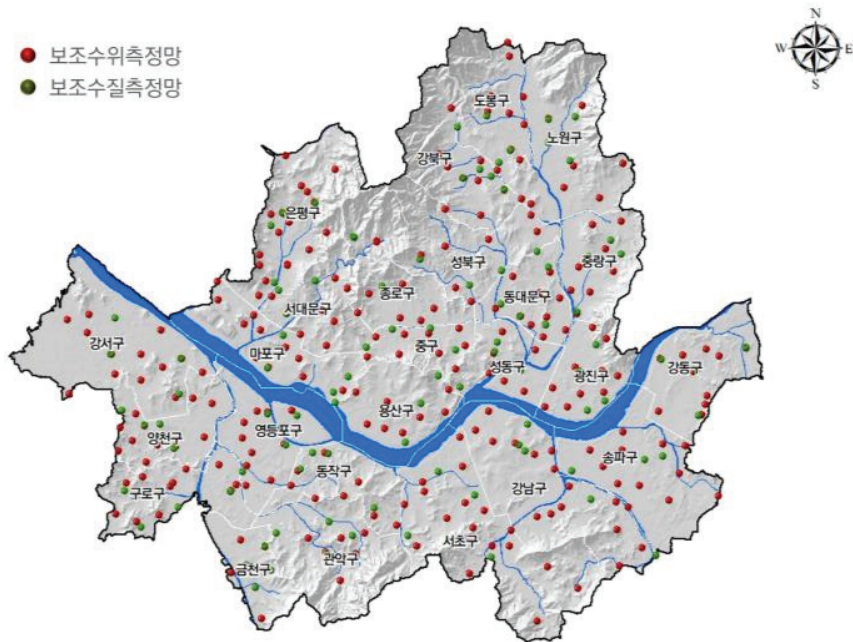 N
W E
S
보조수위측정망
보조수질측정망
도봉구
노원구
강북구
은평구
성북구
중랑구
서대문구
종로구
동대문구
강서구
마포구
중구
성동구
광진구
강동구
용산구
양천구
영등포구
동작구
송파구
구로구
강남구
서초구
금천구
관악구